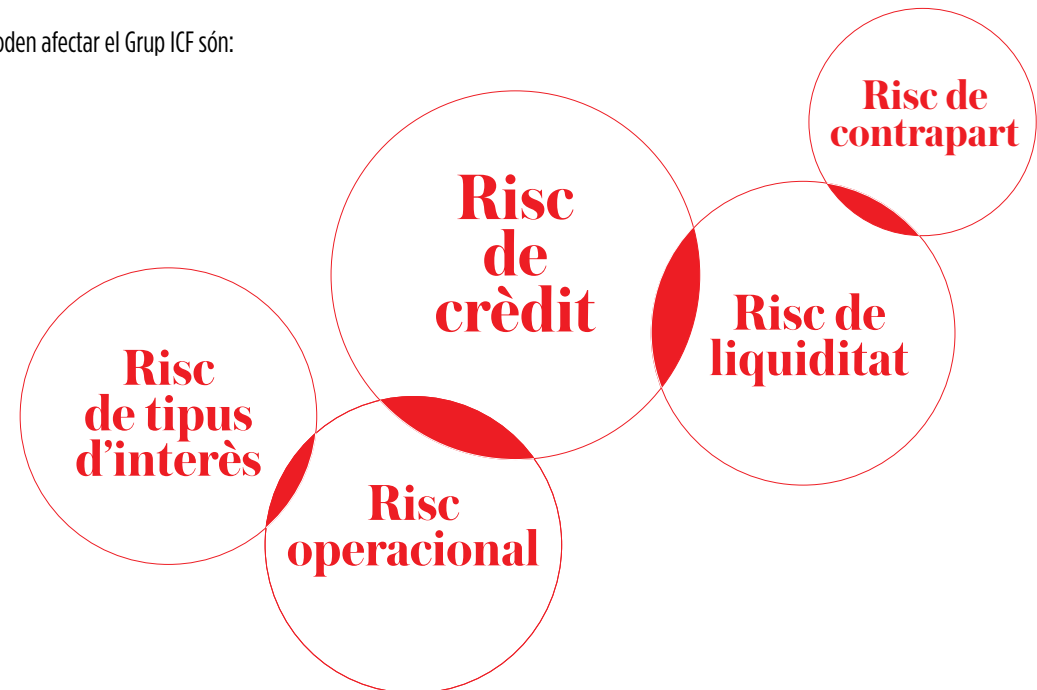 oden afectar el Grup ICF són:
Risc de
contrapart
Risc
de
crèdit
Risc de
liquiditat
Risc
de tipus
d'interès
Risc
operacional